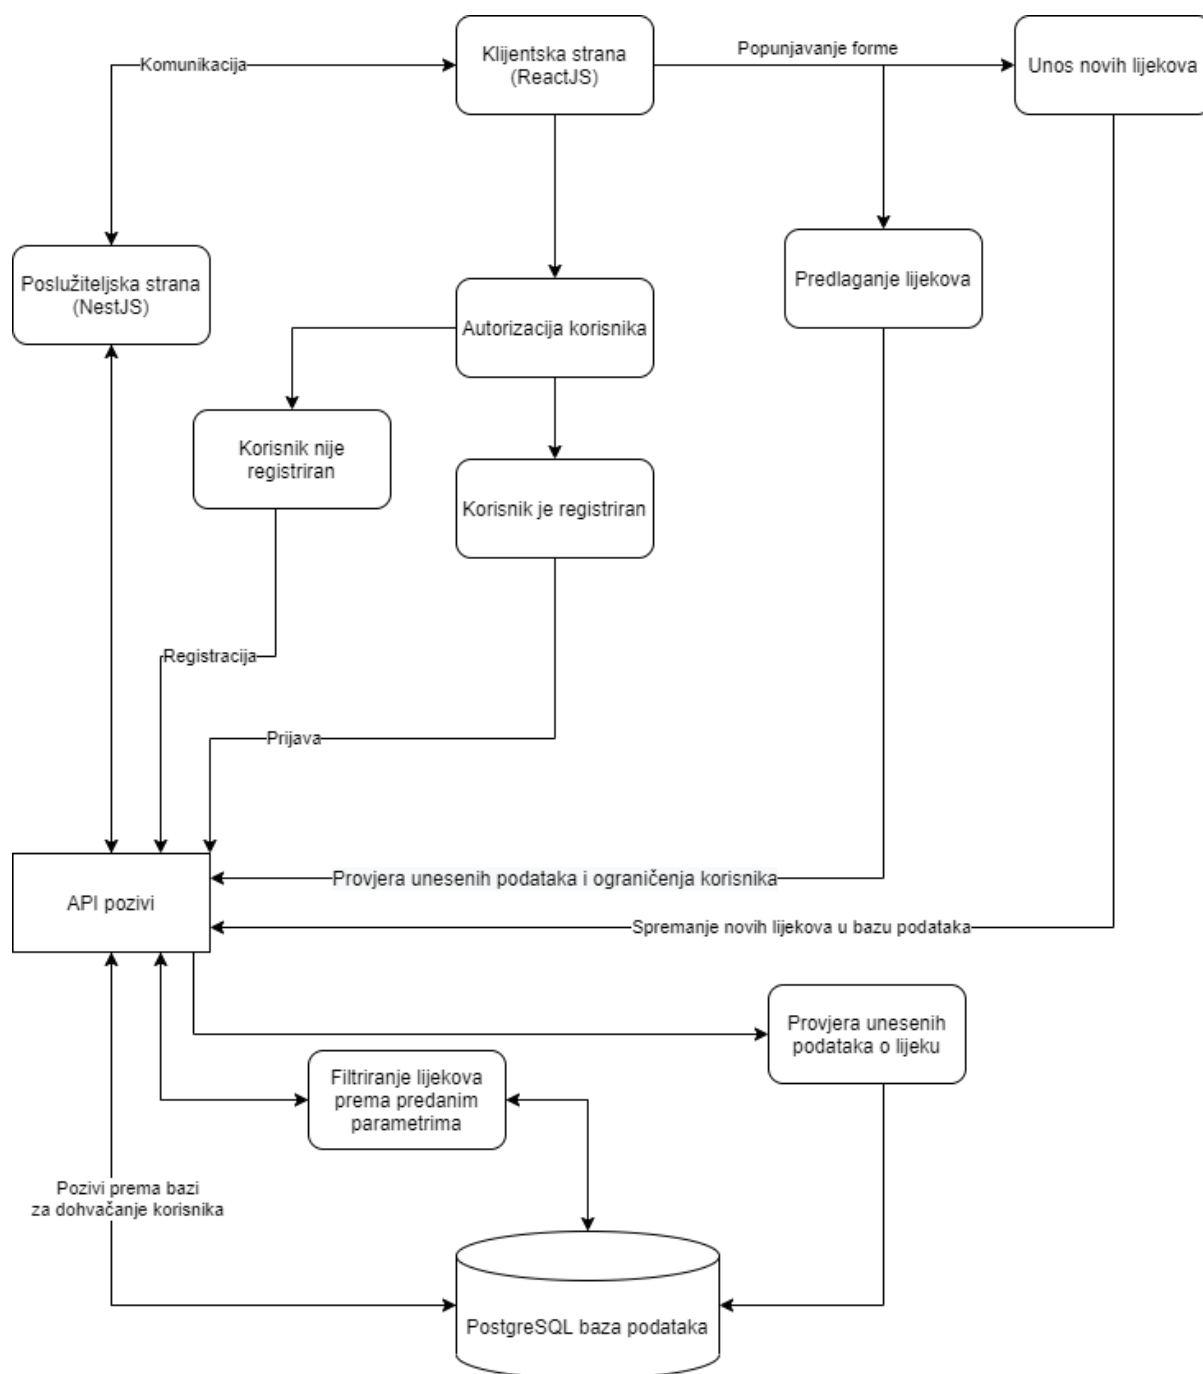 Klijentska strana
(ReactJS)
Popunjavanje forme
Unos novih lijekova
Komunikacija
Poslužiteljska strana
(NestJS)
Predlaganje lijekova
Autorizacija korisnika
Korisnik nije
registriran
Korisnik je registriran
Registracija
Prijava
Provjera unesenih podataka i ograničenja korisnika
API pozivi
Spremanje novih lijekova u bazu podataka
Provjera unesenih
podataka o lijeku
Filtriranje lijekova
prema predanim
parametrima
Pozivi prema bazi
za dohvačanje korisnika
PostgreSQL baza podataka